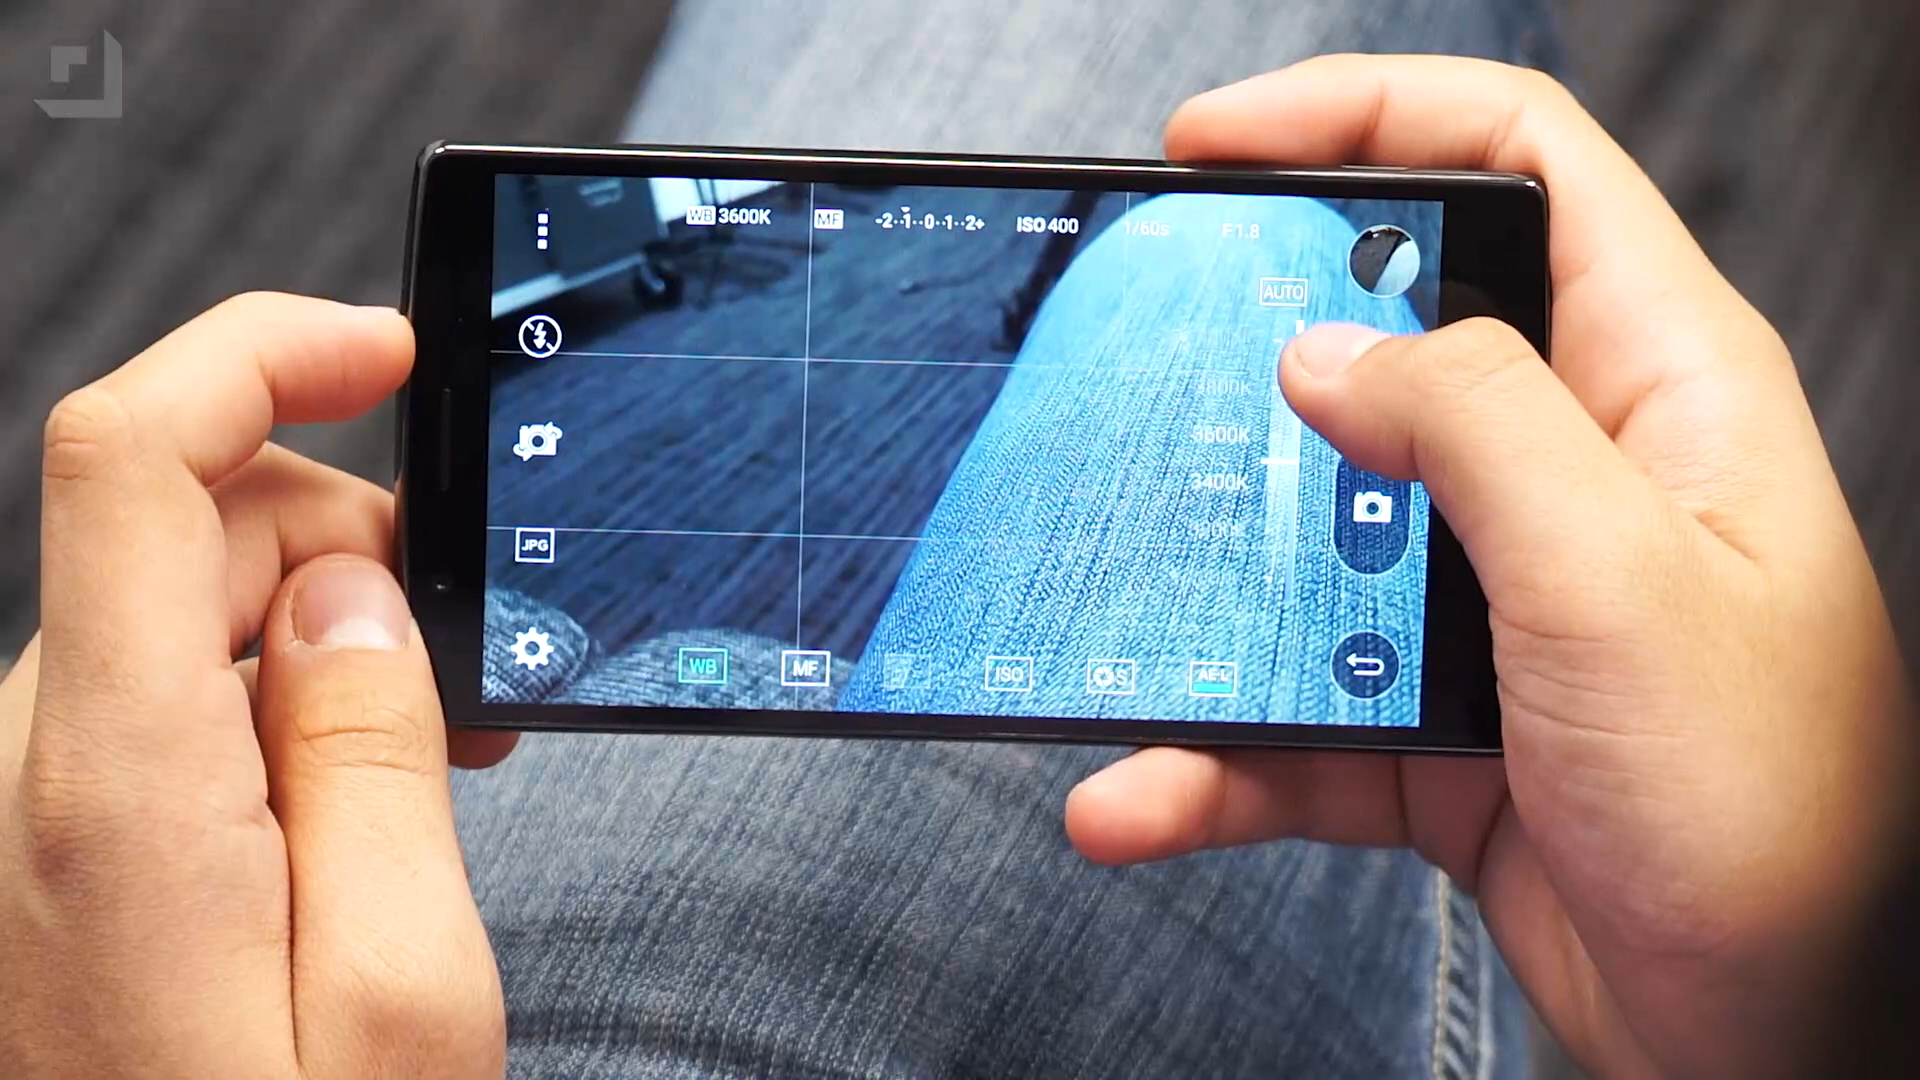 WB 3600K MF -2··1··0··1··2+ ISO 400 1/60s F1.8
AUTO
3800K
3600K
3400K
JPG
WB MF ISO S AE-L